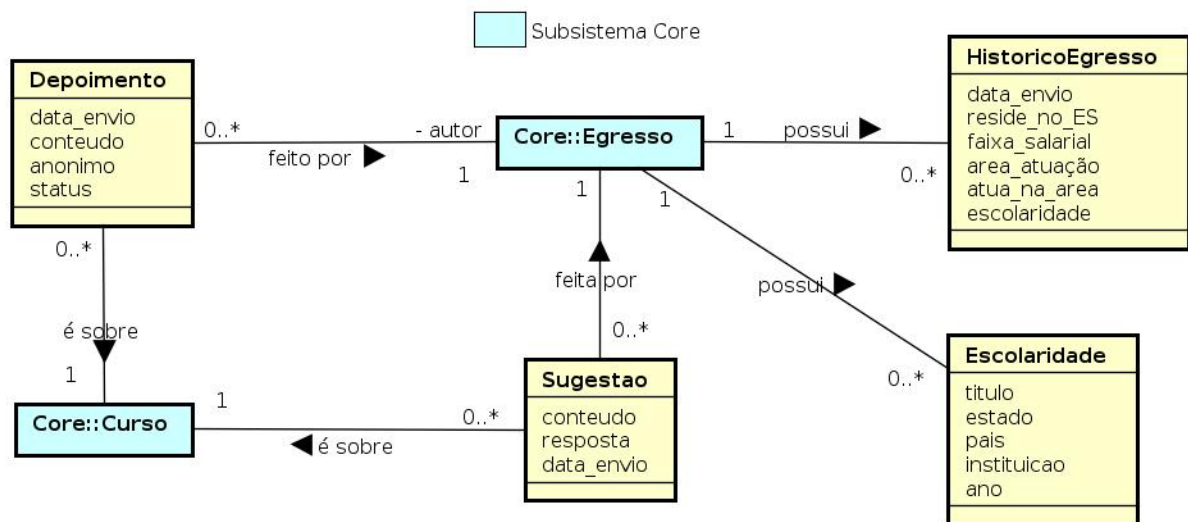 Subsistema Core
Depoimento
data_envio
conteudo
anonimo
status
0..*
feito por
- autor
1
Core::Egresso
1
possui
0..*
HistoricoEgresso
data_envio
reside_no_ES
faixa_salarial
area_atuação
atua_na_area
escolaridade
0..*
é sobre
1
Core::Curso
1
feita por
0..*
1
possui
0..*
Sugestao
conteudo
resposta
data_envio
1
é sobre
0..*
Escolaridade
titulo
estado
pais
instituicao
ano